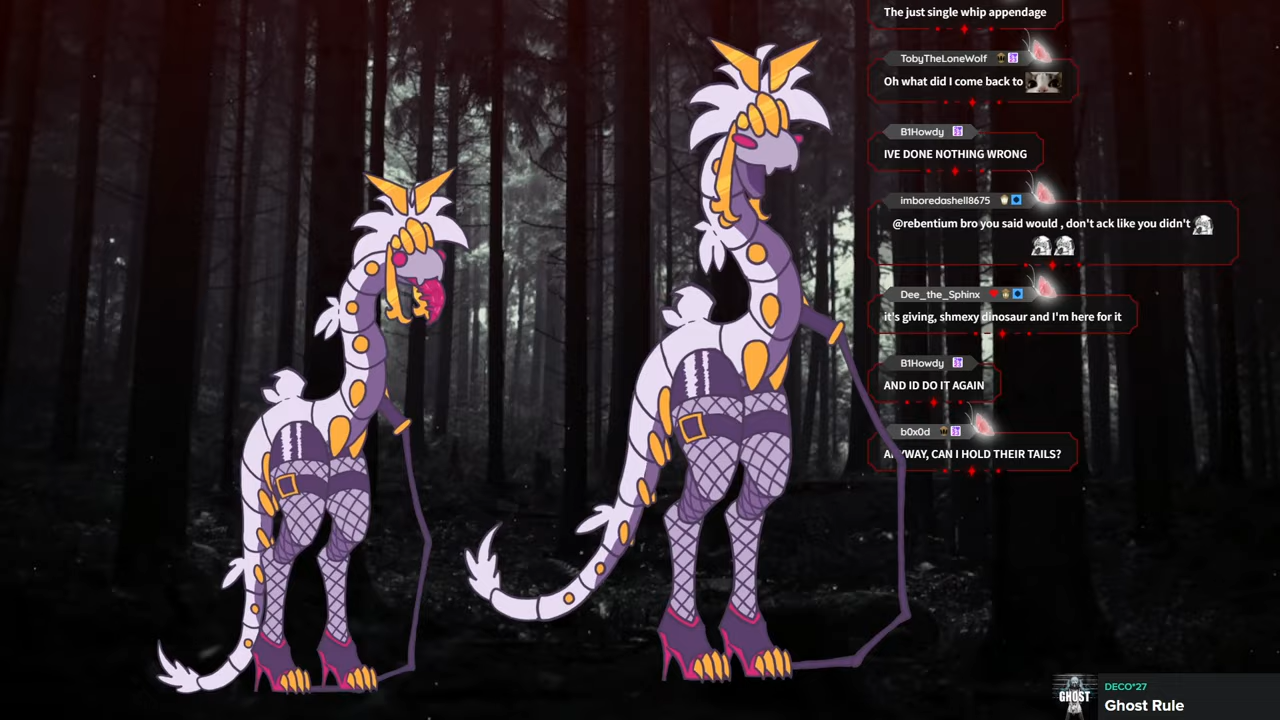 The just single whip appendage
TobyTheLoneWolf
Oh what did I come back to
B1Howdy
IVE DONE NOTHING WRONG
imboredashell8675
@rebentium bro you said would , don't ack like you didn't
Dee_the_Sphinx
it's giving, shmexy dinosaur and I'm here for it
B1Howdy
AND ID DO IT AGAIN
b0x0d
ANYWAY, CAN I HOLD THEIR TAILS?
GHOST
DECO*27
Ghost Rule